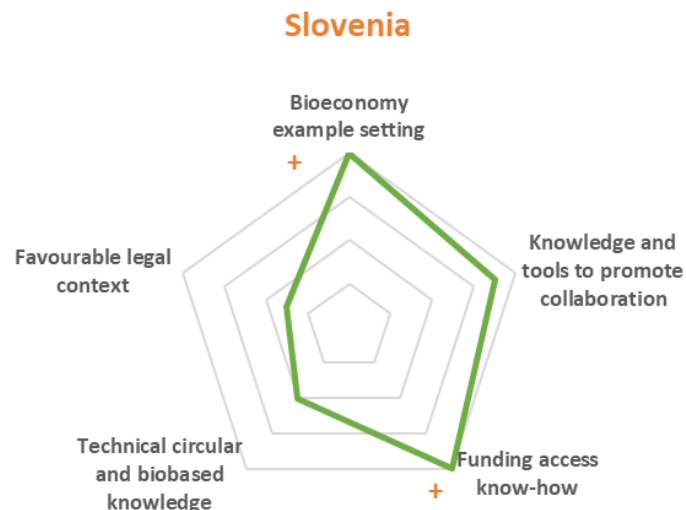 Slovenia
Bioeconomy
example setting
+
Favourable legal
context
Knowledge and
tools to promote
collaboration
Technical circular
and biobased
knowledge
Funding access
know-how
+